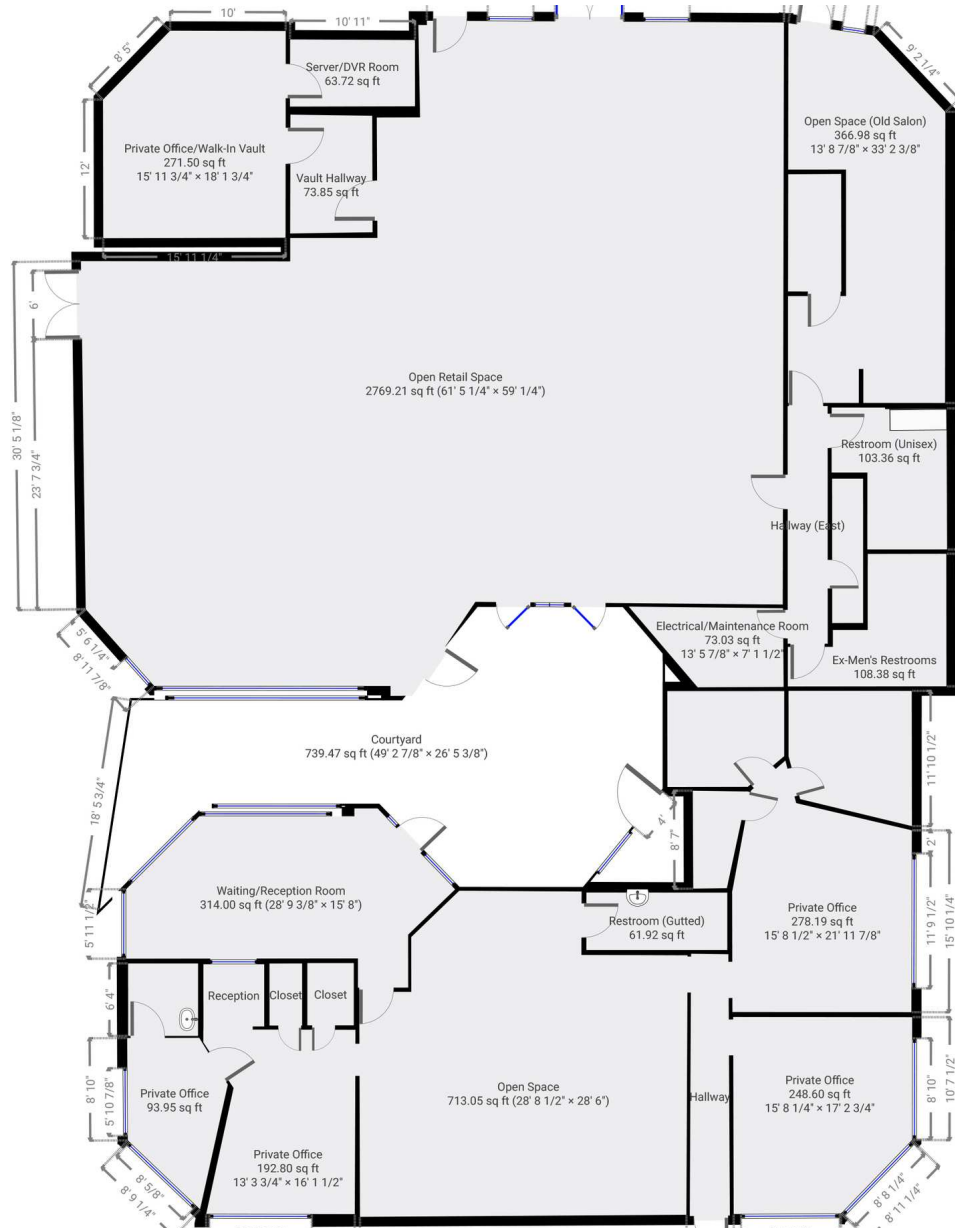 10'
10' 11"
8' 5"
9' 2 1/4"
Server/DVR Room
63.72 sq ft
Open Space (Old Salon)
366.98 sq ft
13' 8 7/8" × 33' 2 3/8"
Private Office/Walk-In Vault
271.50 sq ft
15' 11 3/4" × 18' 1 3/4"
12'
Vault Hallway
73.85 sq ft
15' 11 1/4"
6'
30' 5 1/8"
23' 7 3/4"
Open Retail Space
2769.21 sq ft (61' 5 1/4" × 59' 1/4")
Restroom (Unisex)
103.36 sq ft
Hallway (East)
5' 6 1/4"
8' 11 7/8"
Electrical/Maintenance Room
73.03 sq ft
13' 5 7/8" × 7' 1 1/2"
Ex-Men's Restrooms
108.38 sq ft
Courtyard
739.47 sq ft (49' 2 7/8" × 26' 5 3/8")
18' 5 3/4"
11' 10 1/2"
4'
8' 7"
2'
Waiting/Reception Room
314.00 sq ft (28' 9 3/8" × 15' 8")
5' 11 1/2"
Restroom (Gutted)
61.92 sq ft
Private Office
278.19 sq ft
15' 8 1/2" × 21' 11 7/8"
11' 9 1/2"
15' 10 1/4"
6' 4"
Reception
Closet
Closet
8' 10"
5' 10 7/8"
Private Office
93.95 sq ft
Open Space
713.05 sq ft (28' 8 1/2" × 28' 6")
Hallway
Private Office
248.60 sq ft
15' 8 1/4" × 17' 2 3/4"
8' 10"
10' 7 1/2"
Private Office
192.80 sq ft
13' 3 3/4" × 16' 1 1/2"
8' 5/8"
8' 9 1/4"
8' 8 1/4"
8' 11 1/4"